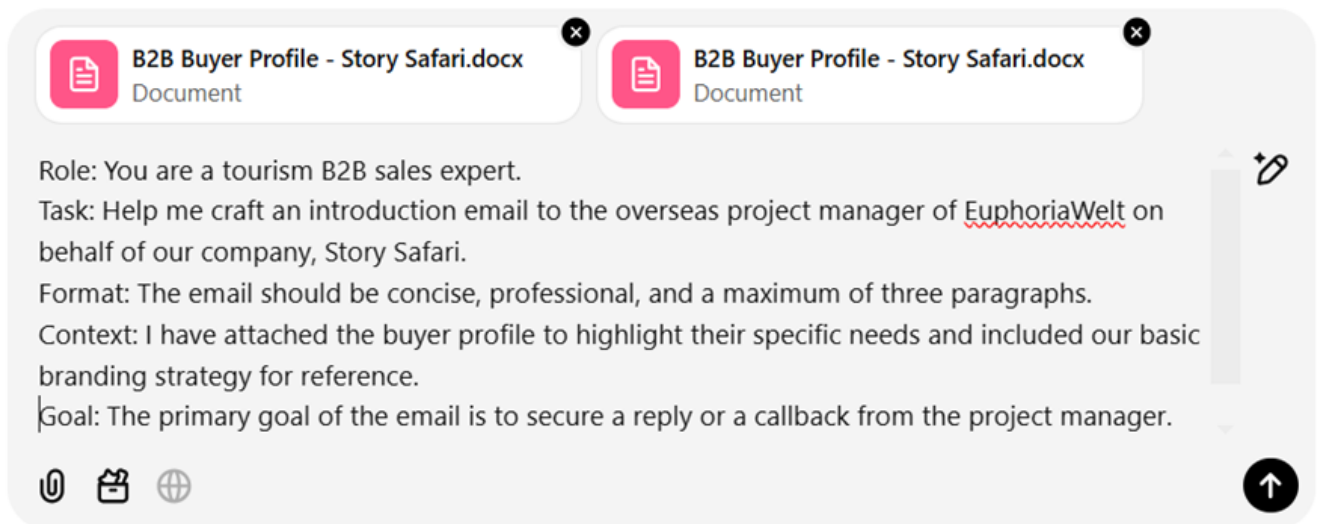 B2B Buyer Profile - Story Safari.docx
Document
B2B Buyer Profile - Story Safari.docx
Document
Role: You are a tourism B2B sales expert.
Task: Help me craft an introduction email to the overseas project manager of EuphoriaWelt on
behalf of our company, Story Safari.
Format: The email should be concise, professional, and a maximum of three paragraphs.
Context: I have attached the buyer profile to highlight their specific needs and included our basic
branding strategy for reference.
Goal: The primary goal of the email is to secure a reply or a callback from the project manager.